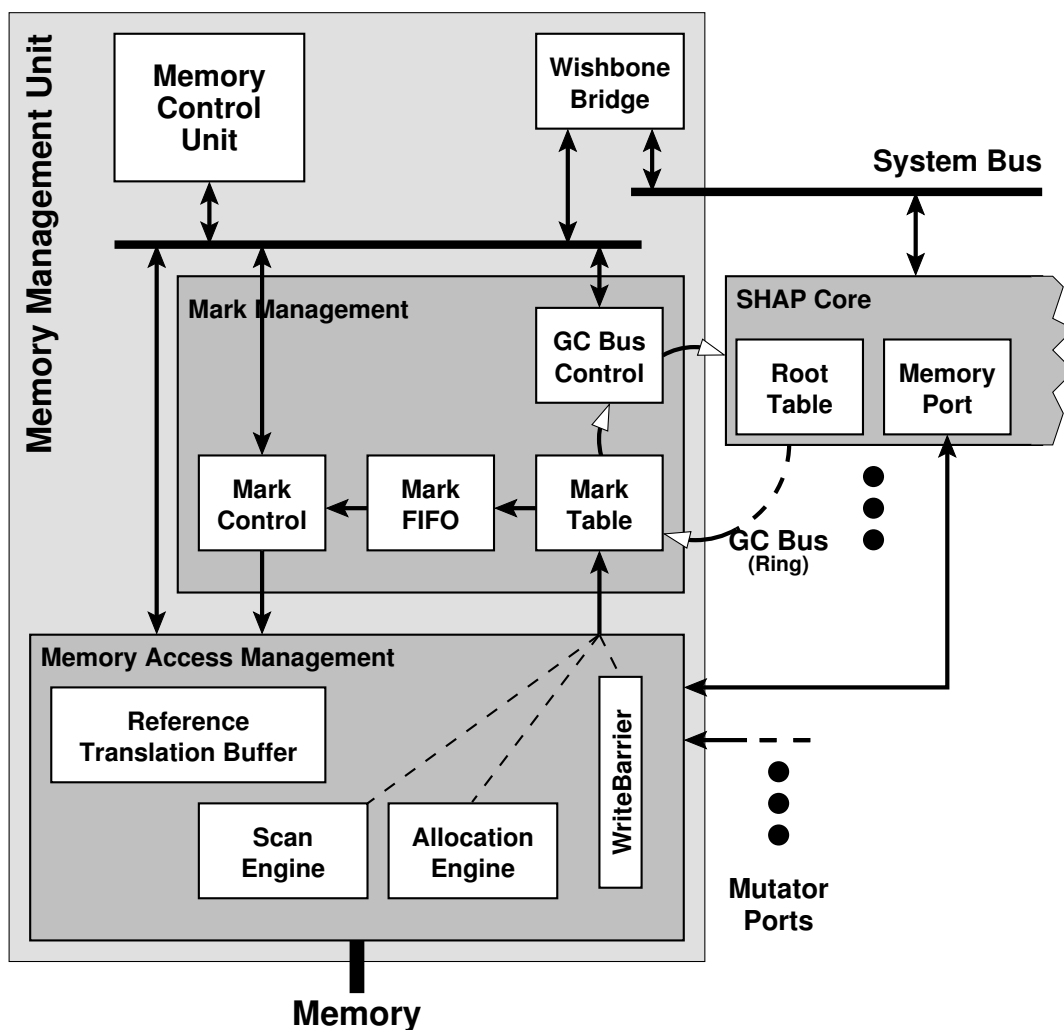 Memory Management Unit
Memory
Control
Unit
Wishbone
Bridge
System Bus
Mark Management
GC Bus
Control
SHAP Core
Root
Table
Memory
Port
Mark
Control
Mark
FIFO
Mark
Table
GC Bus
(Ring)
Memory Access Management
Reference
Translation Buffer
WriteBarrier
Scan
Engine
Allocation
Engine
Mutator
Ports
Memory